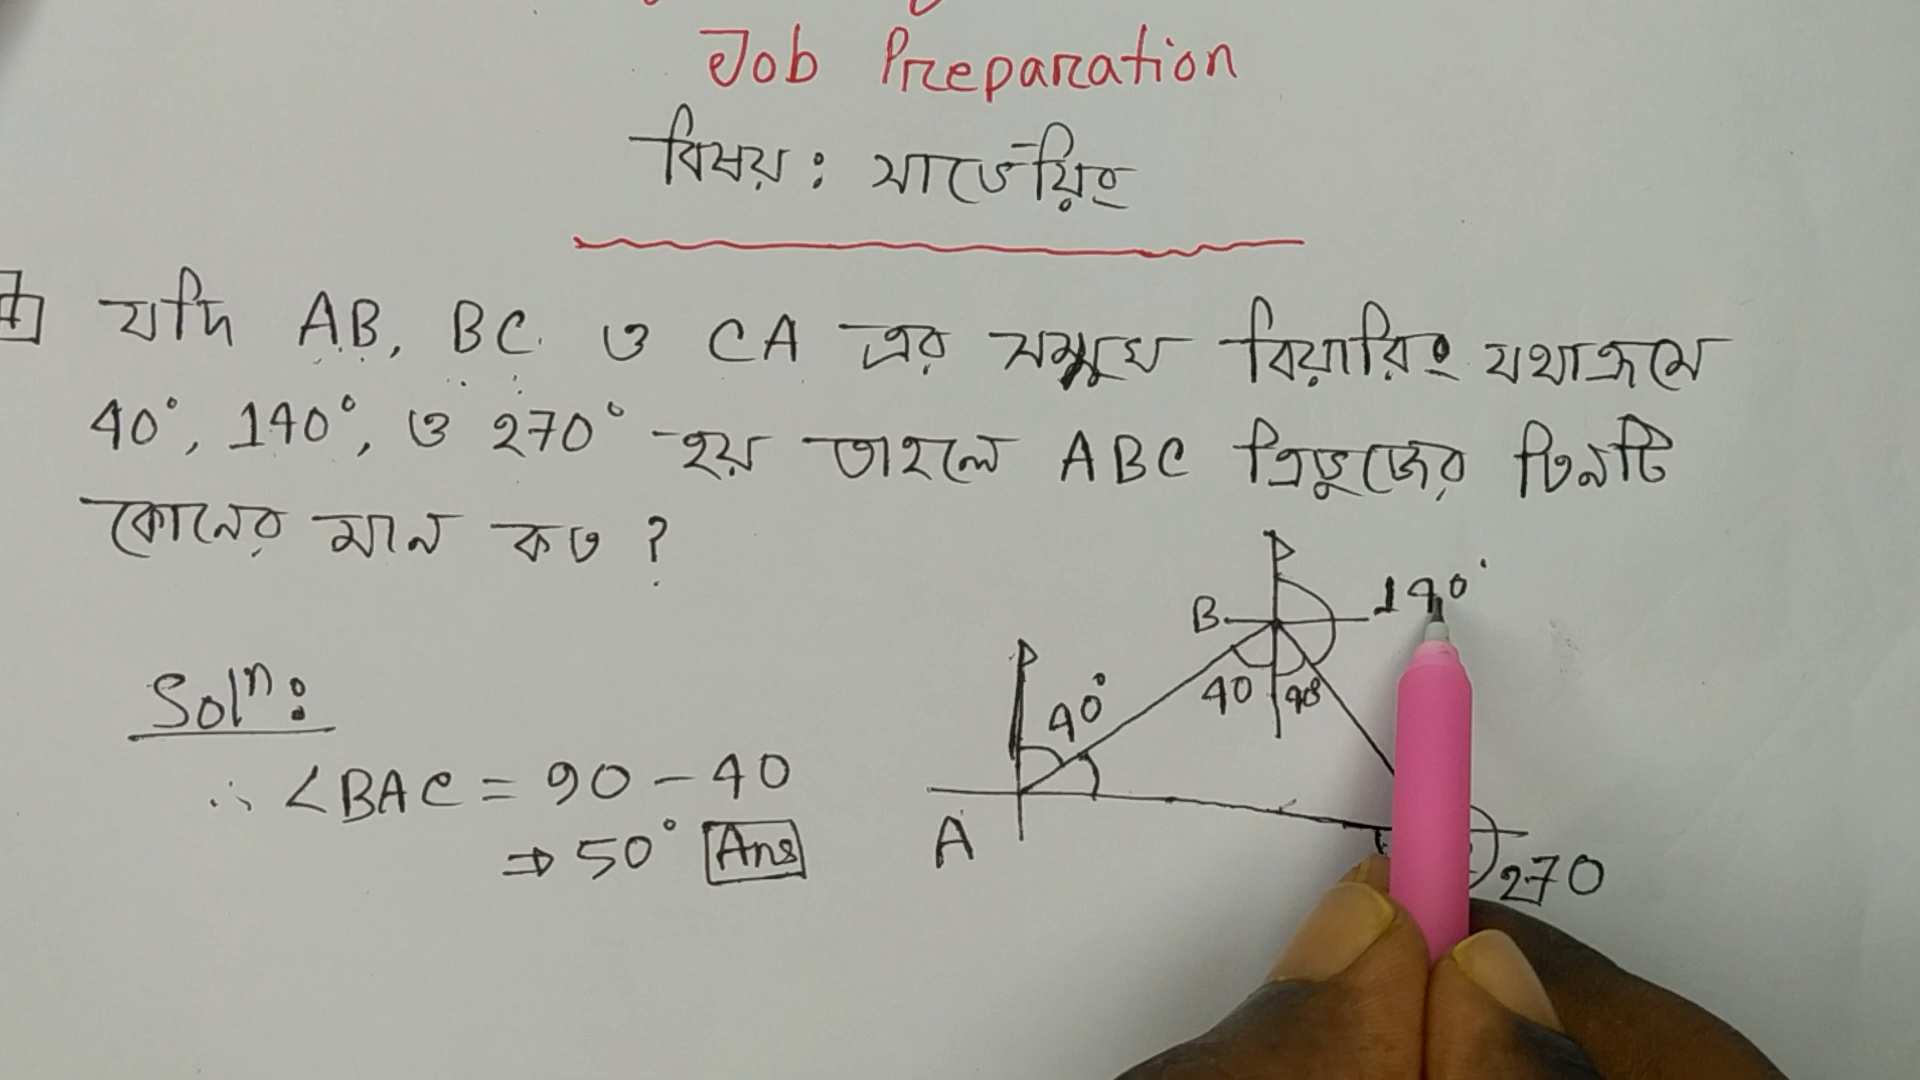 Job Preparation
বিষয়: সার্ভেয়িং
যদি AB, BC ও CA এর সম্মুখ বিয়ারিং যথাক্রমে
40°, 140°, ও 270° হয় তাহলে ABC ত্রিভুজের তিনটি
কোনের মান কত ?
B 140°
40°
40 40
A
270
Solⁿ:
∴ ∠BAC = 90 - 40
⇒ 50° Ans